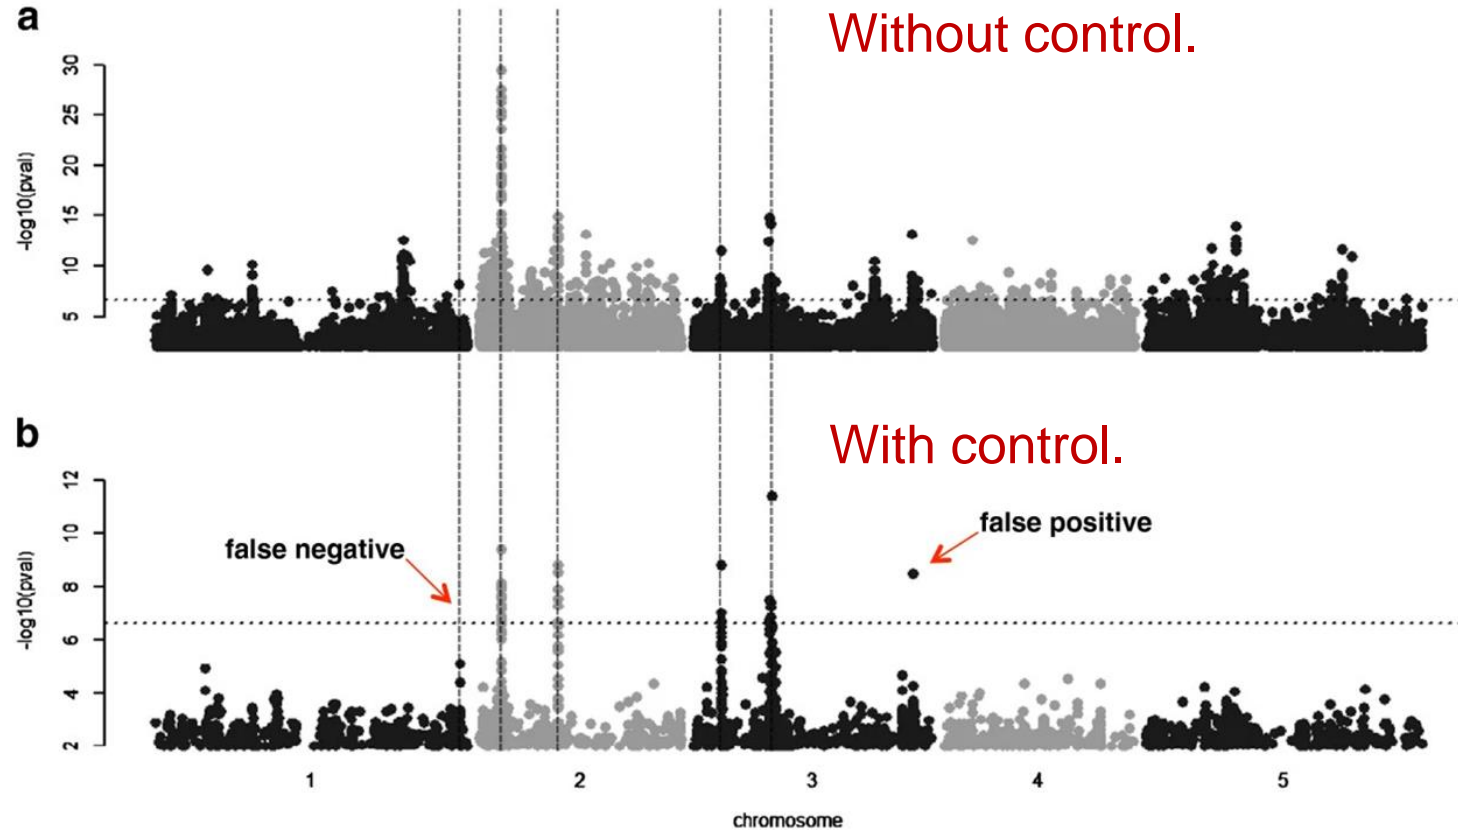 a
Without control.
30
25
20
15
10
5
-log10(pval)
b
With control.
12
10
8
6
4
2
-log10(pval)
false negative
false positive
1 2 3 4 5
chromosome